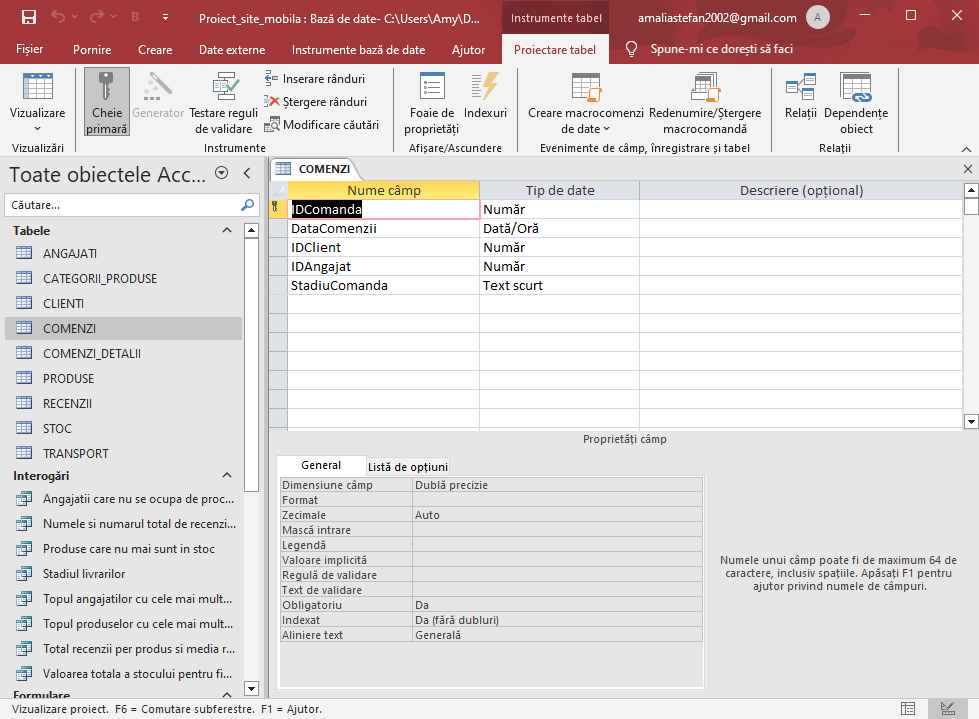 Proiect_site_mobila : Bază de date- C:\Users\Amy\D...
Instrumente tabel
amaliastefan2002@gmail.com
A
B
Fișier
Pornire
Creare
Date externe
Instrumente bază de date
Ajutor
Proiectare tabel
Spune-mi ce dorești să faci
Vizualizare
Cheie primară
Generator
Testare reguli de validare
Inserare rânduri
Ștergere rânduri
Modificare căutări
Foaie de proprietăți
Indexuri
Creare macrocomenzi de date
Redenumire/Ștergere macrocomandă
Relații
Dependențe obiect
Vizualizări
Instrumente
Afișare/Ascundere
Evenimente de câmp, înregistrare și tabel
Relații
Toate obiectele Acc...
Căutare...
Tabele
ANGAJATI
CATEGORII_PRODUSE
CLIENTI
COMENZI
COMENZI_DETALII
PRODUSE
RECENZII
STOC
TRANSPORT
Interogări
Angajatii care nu se ocupa de proc...
Numele si numarul total de recenzi...
Produse care nu mai sunt in stoc
Stadiul livrarilor
Topul angajatilor cu cele mai mult...
Topul produselor cu cele mai mult...
Total recenzii per produs si media r...
Valoarea totala a stocului pentru fi...
Formulare
COMENZI
Nume câmp Tip de date Descriere (opțional)
IDComanda Număr
DataComenzii Dată/Oră
IDClient Număr
IDAngajat Număr
StadiuComanda Text scurt
Proprietăți câmp
General Listă de opțiuni
Dimensiune câmp Dublă precizie
Format
Zecimale Auto
Mască intrare
Legendă
Valoare implicită
Regulă de validare
Text de validare
Obligatoriu Da
Indexat Da (fără dubluri)
Aliniere text Generală
Numele unui câmp poate fi de maximum 64 de
caractere, inclusiv spațiile. Apăsați F1 pentru
ajutor privind numele de câmpuri.
Vizualizare proiect. F6 = Comutare subferestre. F1 = Ajutor.